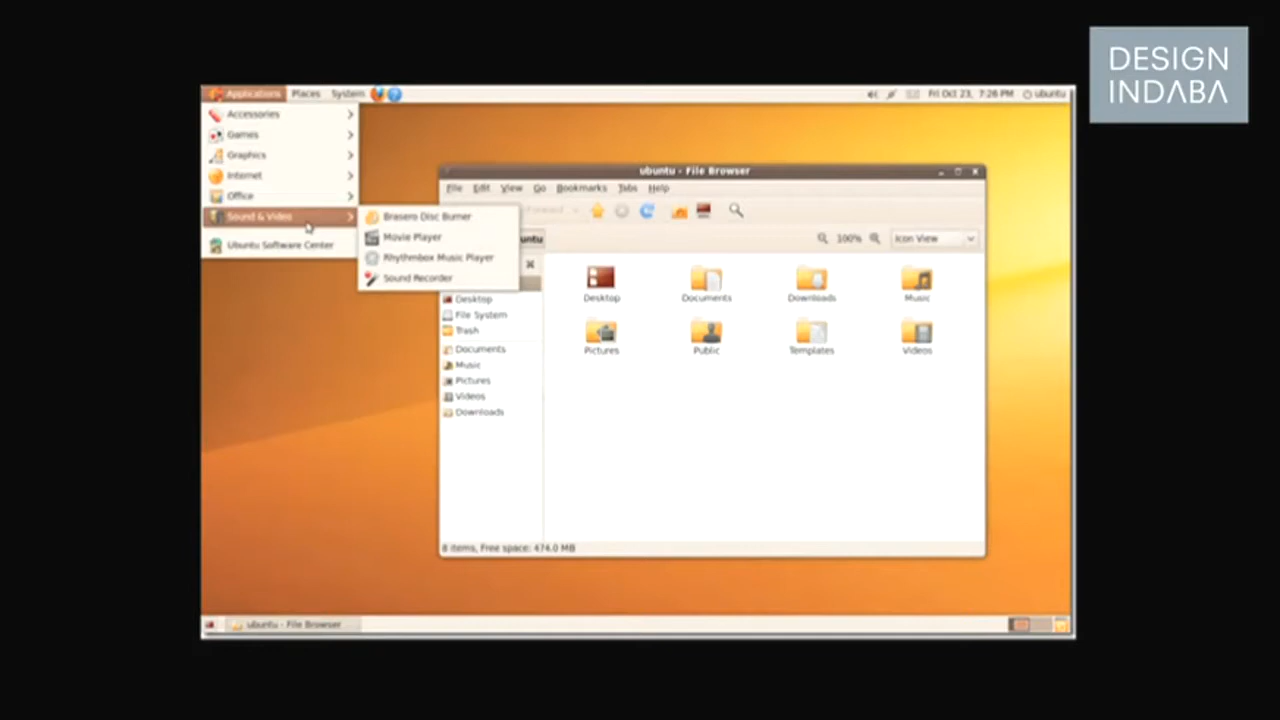 DESIGN
INDABA
Applications Places System Fri Oct 23, 7:26 PM ubuntu
Accessories
Games
Graphics
Internet
Office
Sound & Video
Ubuntu Software Center
Brasero Disc Burner
Movie Player
Rhythmbox Music Player
Sound Recorder
ubuntu - File Browser
File Edit View Go Bookmarks Tabs Help
Forward
untu 100% Icon View
Desktop
File System
Trash
Documents
Music
Pictures
Videos
Downloads
Desktop Documents Downloads Music
Pictures Public Templates Videos
8 items, Free space: 474.0 MB
ubuntu - File Browser